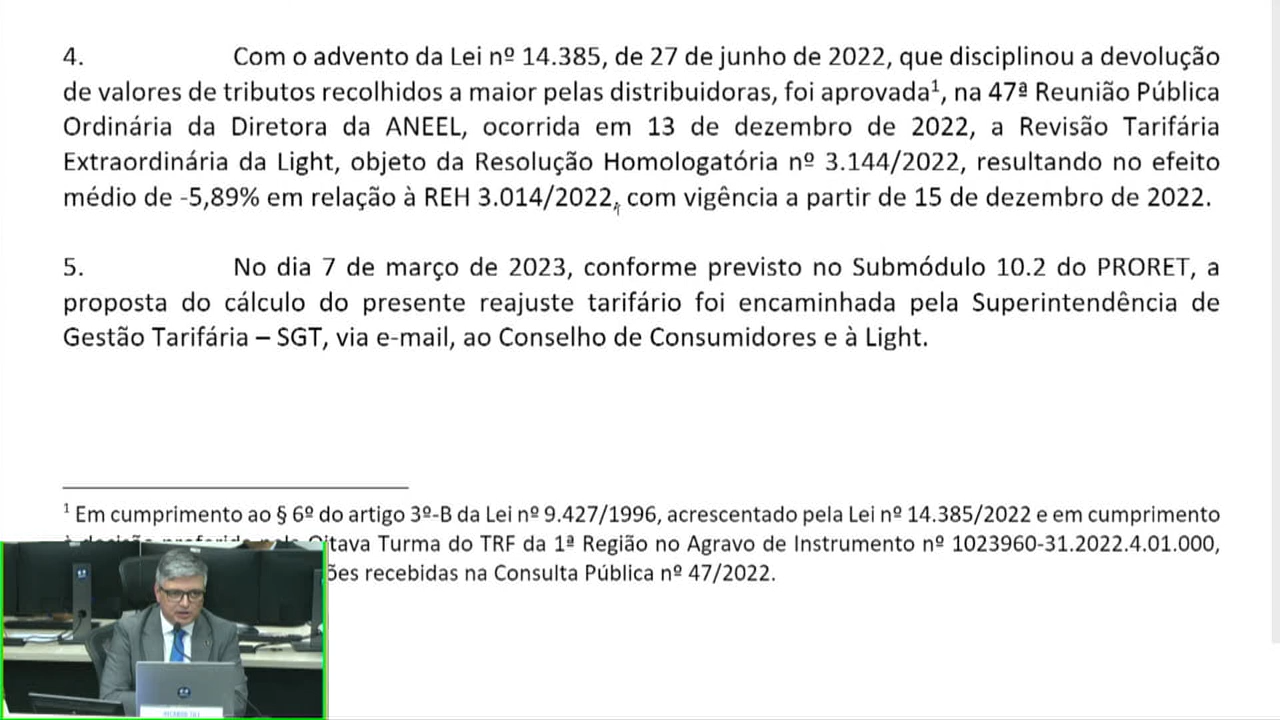 4. Com o advento da Lei nº 14.385, de 27 de junho de 2022, que disciplinou a devolução
de valores de tributos recolhidos a maior pelas distribuidoras, foi aprovada¹, na 47ª Reunião Pública
Ordinária da Diretora da ANEEL, ocorrida em 13 de dezembro de 2022, a Revisão Tarifária
Extraordinária da Light, objeto da Resolução Homologatória nº 3.144/2022, resultando no efeito
médio de -5,89% em relação à REH 3.014/2022, com vigência a partir de 15 de dezembro de 2022.
5. No dia 7 de março de 2023, conforme previsto no Submódulo 10.2 do PRORET, a
proposta do cálculo do presente reajuste tarifário foi encaminhada pela Superintendência de
Gestão Tarifária – SGT, via e-mail, ao Conselho de Consumidores e à Light.
¹ Em cumprimento ao § 6º do artigo 3º-B da Lei nº 9.427/1996, acrescentado pela Lei nº 14.385/2022 e em cumprimento
Oitava Turma do TRF da 1ª Região no Agravo de Instrumento nº 1023960-31.2022.4.01.000,
ões recebidas na Consulta Pública nº 47/2022.